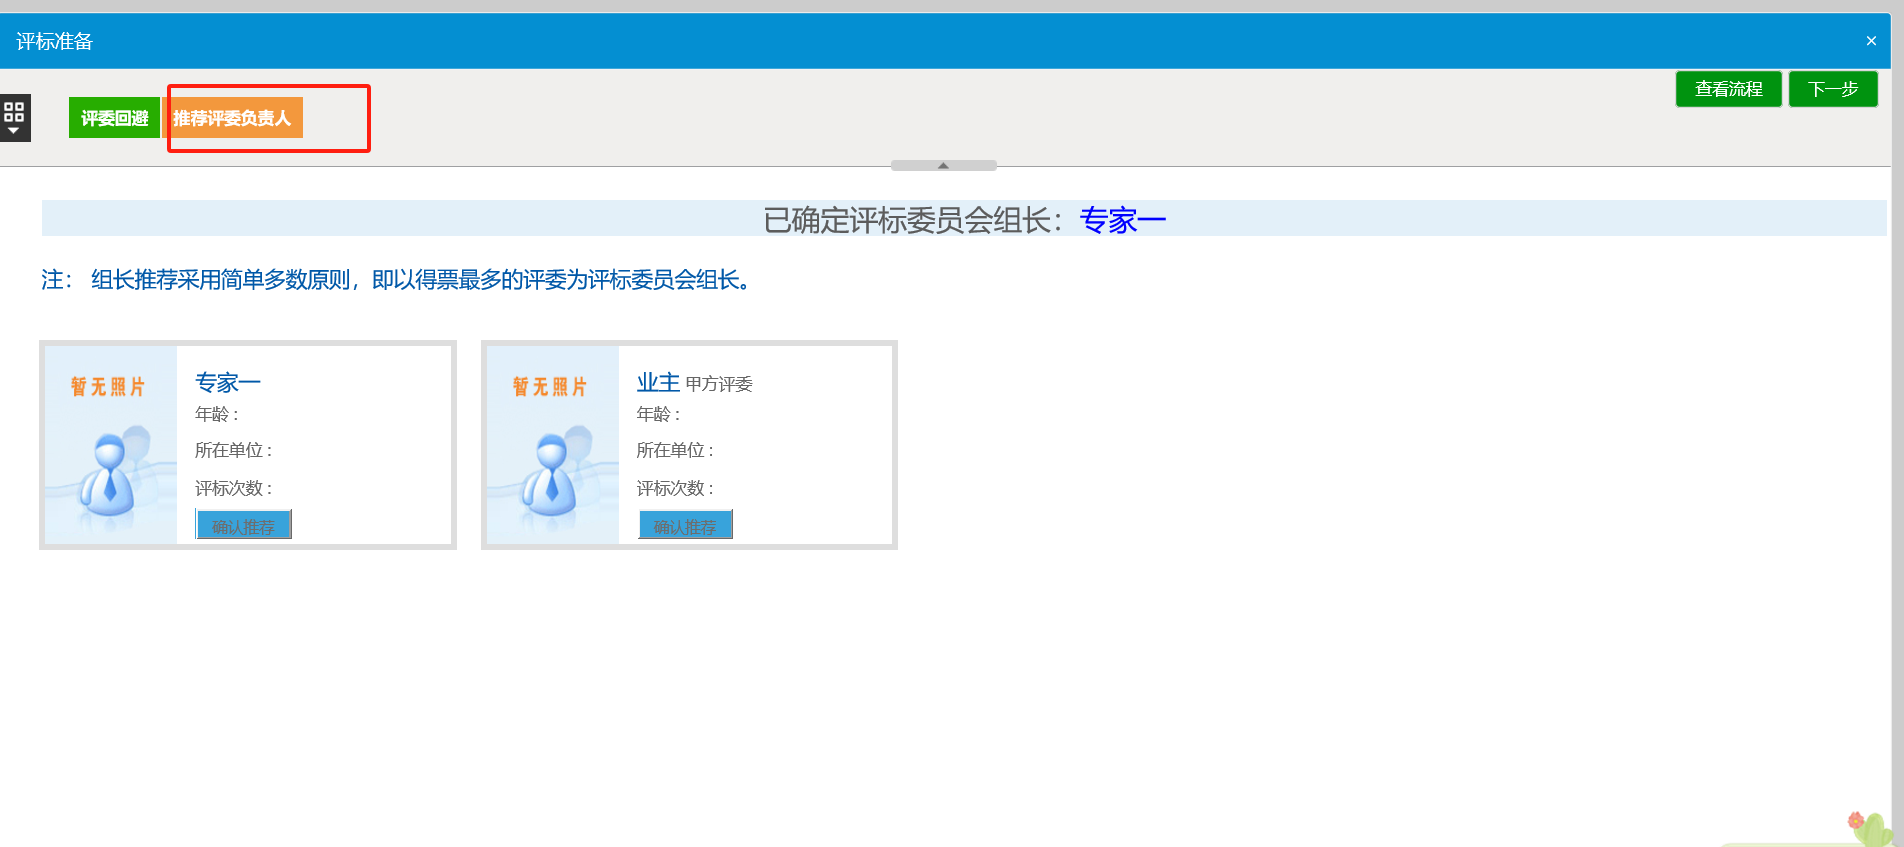 评标准备
×
查看流程 下一步
评委回避 推荐评委负责人
已确定评标委员会组长：专家一
注： 组长推荐采用简单多数原则，即以得票最多的评委为评标委员会组长。
暂无照片
专家一
年龄：
所在单位：
评标次数：
确认推荐
暂无照片
业主 甲方评委
年龄：
所在单位：
评标次数：
确认推荐